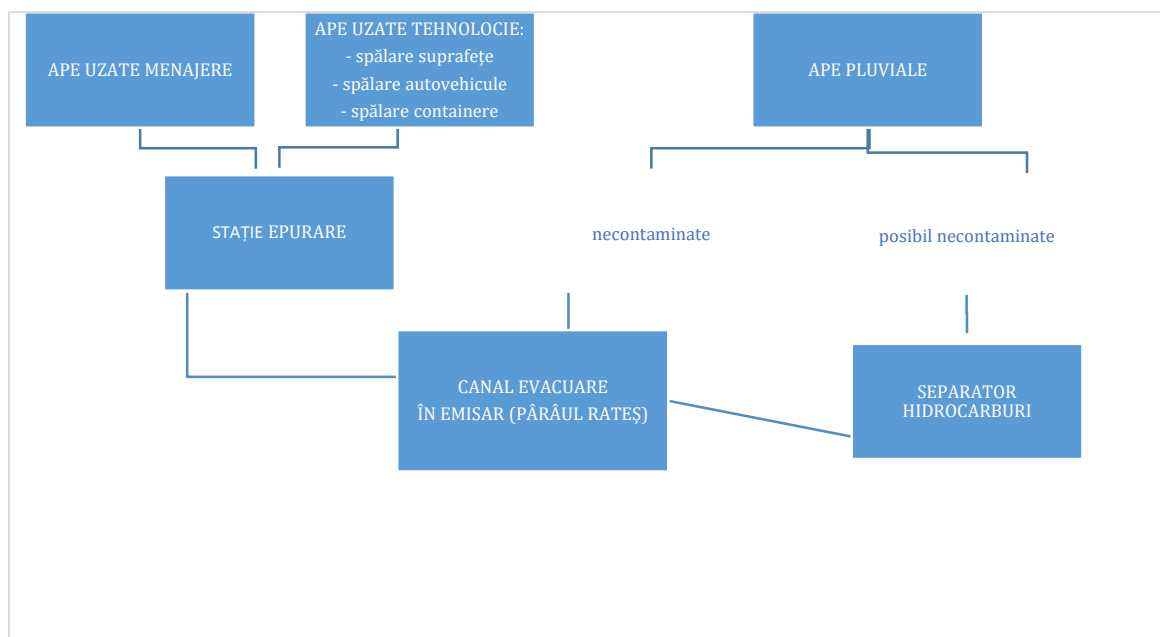 APE UZATE MENAJERE
APE UZATE TEHNOLOCIE:
- spălare suprafețe
- spălare autovehicule
- spălare containere
APE PLUVIALE
STAȚIE EPURARE
necontaminate
posibil necontaminate
CANAL EVACUARE
ÎN EMISAR (PÂRÂUL RATEȘ)
SEPARATOR
HIDROCARBURI